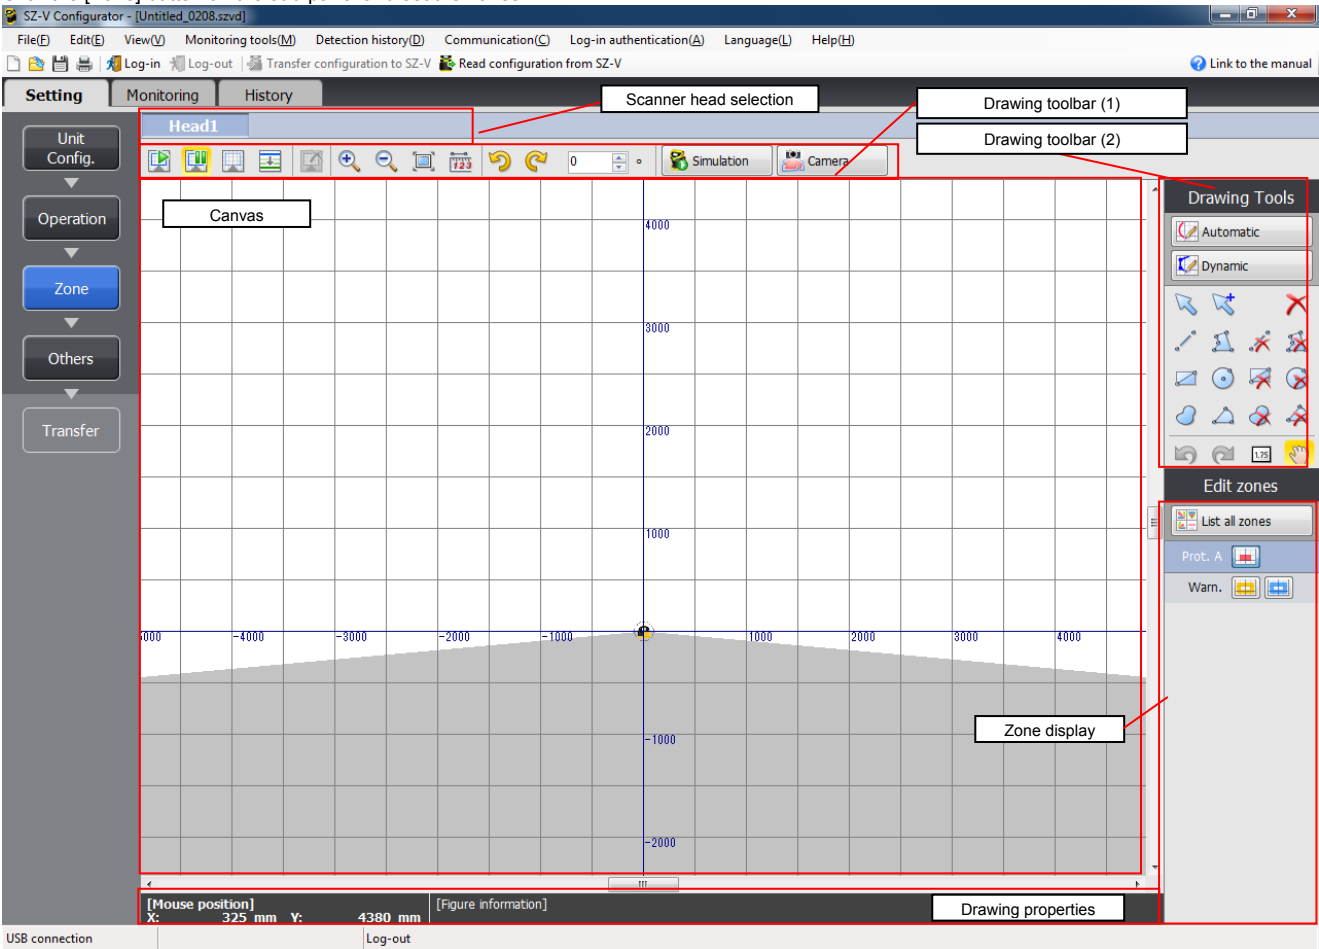 SZ-V Configurator - [Untitled_0208.szvd]
File(F) Edit(E) View(V) Monitoring tools(M) Detection history(D) Communication(C) Log-in authentication(A) Language(L) Help(H)
Log-in Log-out Transfer configuration to SZ-V Read configuration from SZ-V Link to the manual
Setting Monitoring History
Scanner head selection
Drawing toolbar (1)
Head1
Drawing toolbar (2)
Unit
Config.
123
0
Simulation
Camera
Canvas
Drawing Tools
Operation
Automatic
Dynamic
Zone
Others
Transfer
1.75
Edit zones
List all zones
Prot. A
Warn.
4000
3000
2000
1000
-4000 -3000 -2000 -1000 1000 2000 3000 4000
-1000
-2000
Zone display
[Mouse position]
X: 325 mm Y: 4380 mm
[Figure information]
Drawing properties
USB connection Log-out